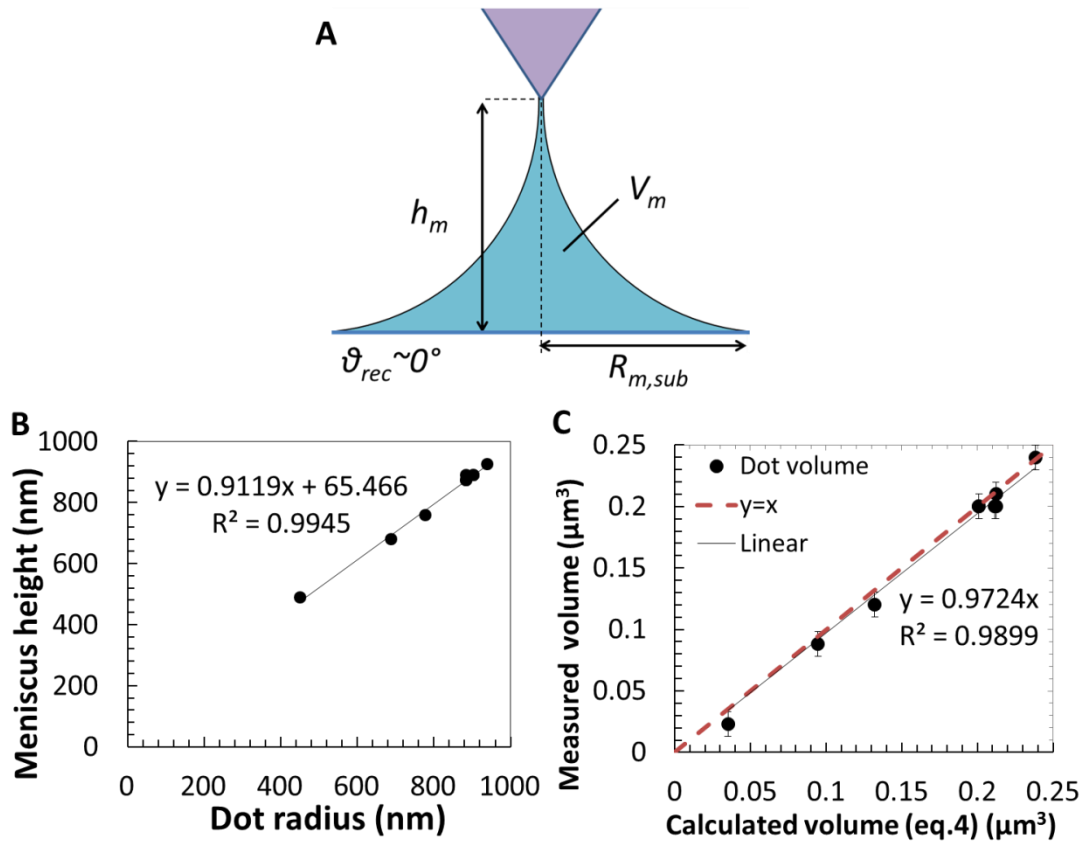 A
h_m
V_m
ϑ_rec~0°
R_m,sub
B
1000
800
600
400
200
0
y = 0.9119x + 65.466
R² = 0.9945
0 200 400 600 800 1000
Meniscus height (nm)
Dot radius (nm)
C
0.25
0.2
0.15
0.1
0.05
0
Dot volume
y=x
Linear
y = 0.9724x
R² = 0.9899
0 0.05 0.1 0.15 0.2 0.25
Measured volume (μm³)
Calculated volume (eq.4) (μm³)